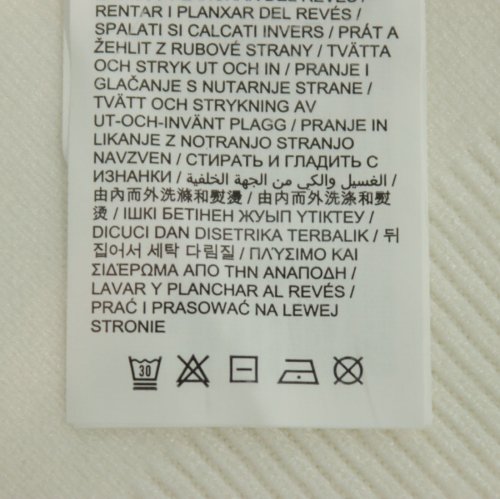 RENTAR I PLANXAR DEL REVÉS /
SPALATI SI CALCATI INVERS / PRÁT A
ŽEHLIT Z RUBOVÉ STRANY / TVÄTTA
OCH STRYK UT OCH IN / PRANJE I
GLAČANJE S NUTARNJE STRANE /
TVÄTT OCH STRYKNING AV
UT-OCH-INVÄNT PLAGG / PRANJE IN
LIKANJE Z NOTRANJO STRANJO
NAVZVEN / СТИРАТЬ И ГЛАДИТЬ С
ИЗНАНКИ / الغسيل والكي من الجهة الخلفية /
由內而外洗滌和熨燙 / 由内而外洗涤和熨
烫 / ІШКІ БЕТІНЕН ЖУЫП ҮТІКТЕУ /
DICUCI DAN DISETRIKA TERBALIK / 뒤
집어서 세탁 다림질 / ΠΛΥΣΙΜΟ ΚΑΙ
ΣΙΔΈΡΩΜΑ ΑΠΟ ΤΗΝ ΑΝΑΠΟΔΗ /
LAVAR Y PLANCHAR AL REVÉS /
PRAĆ I PRASOWAĆ NA LEWEJ
STRONIE
30